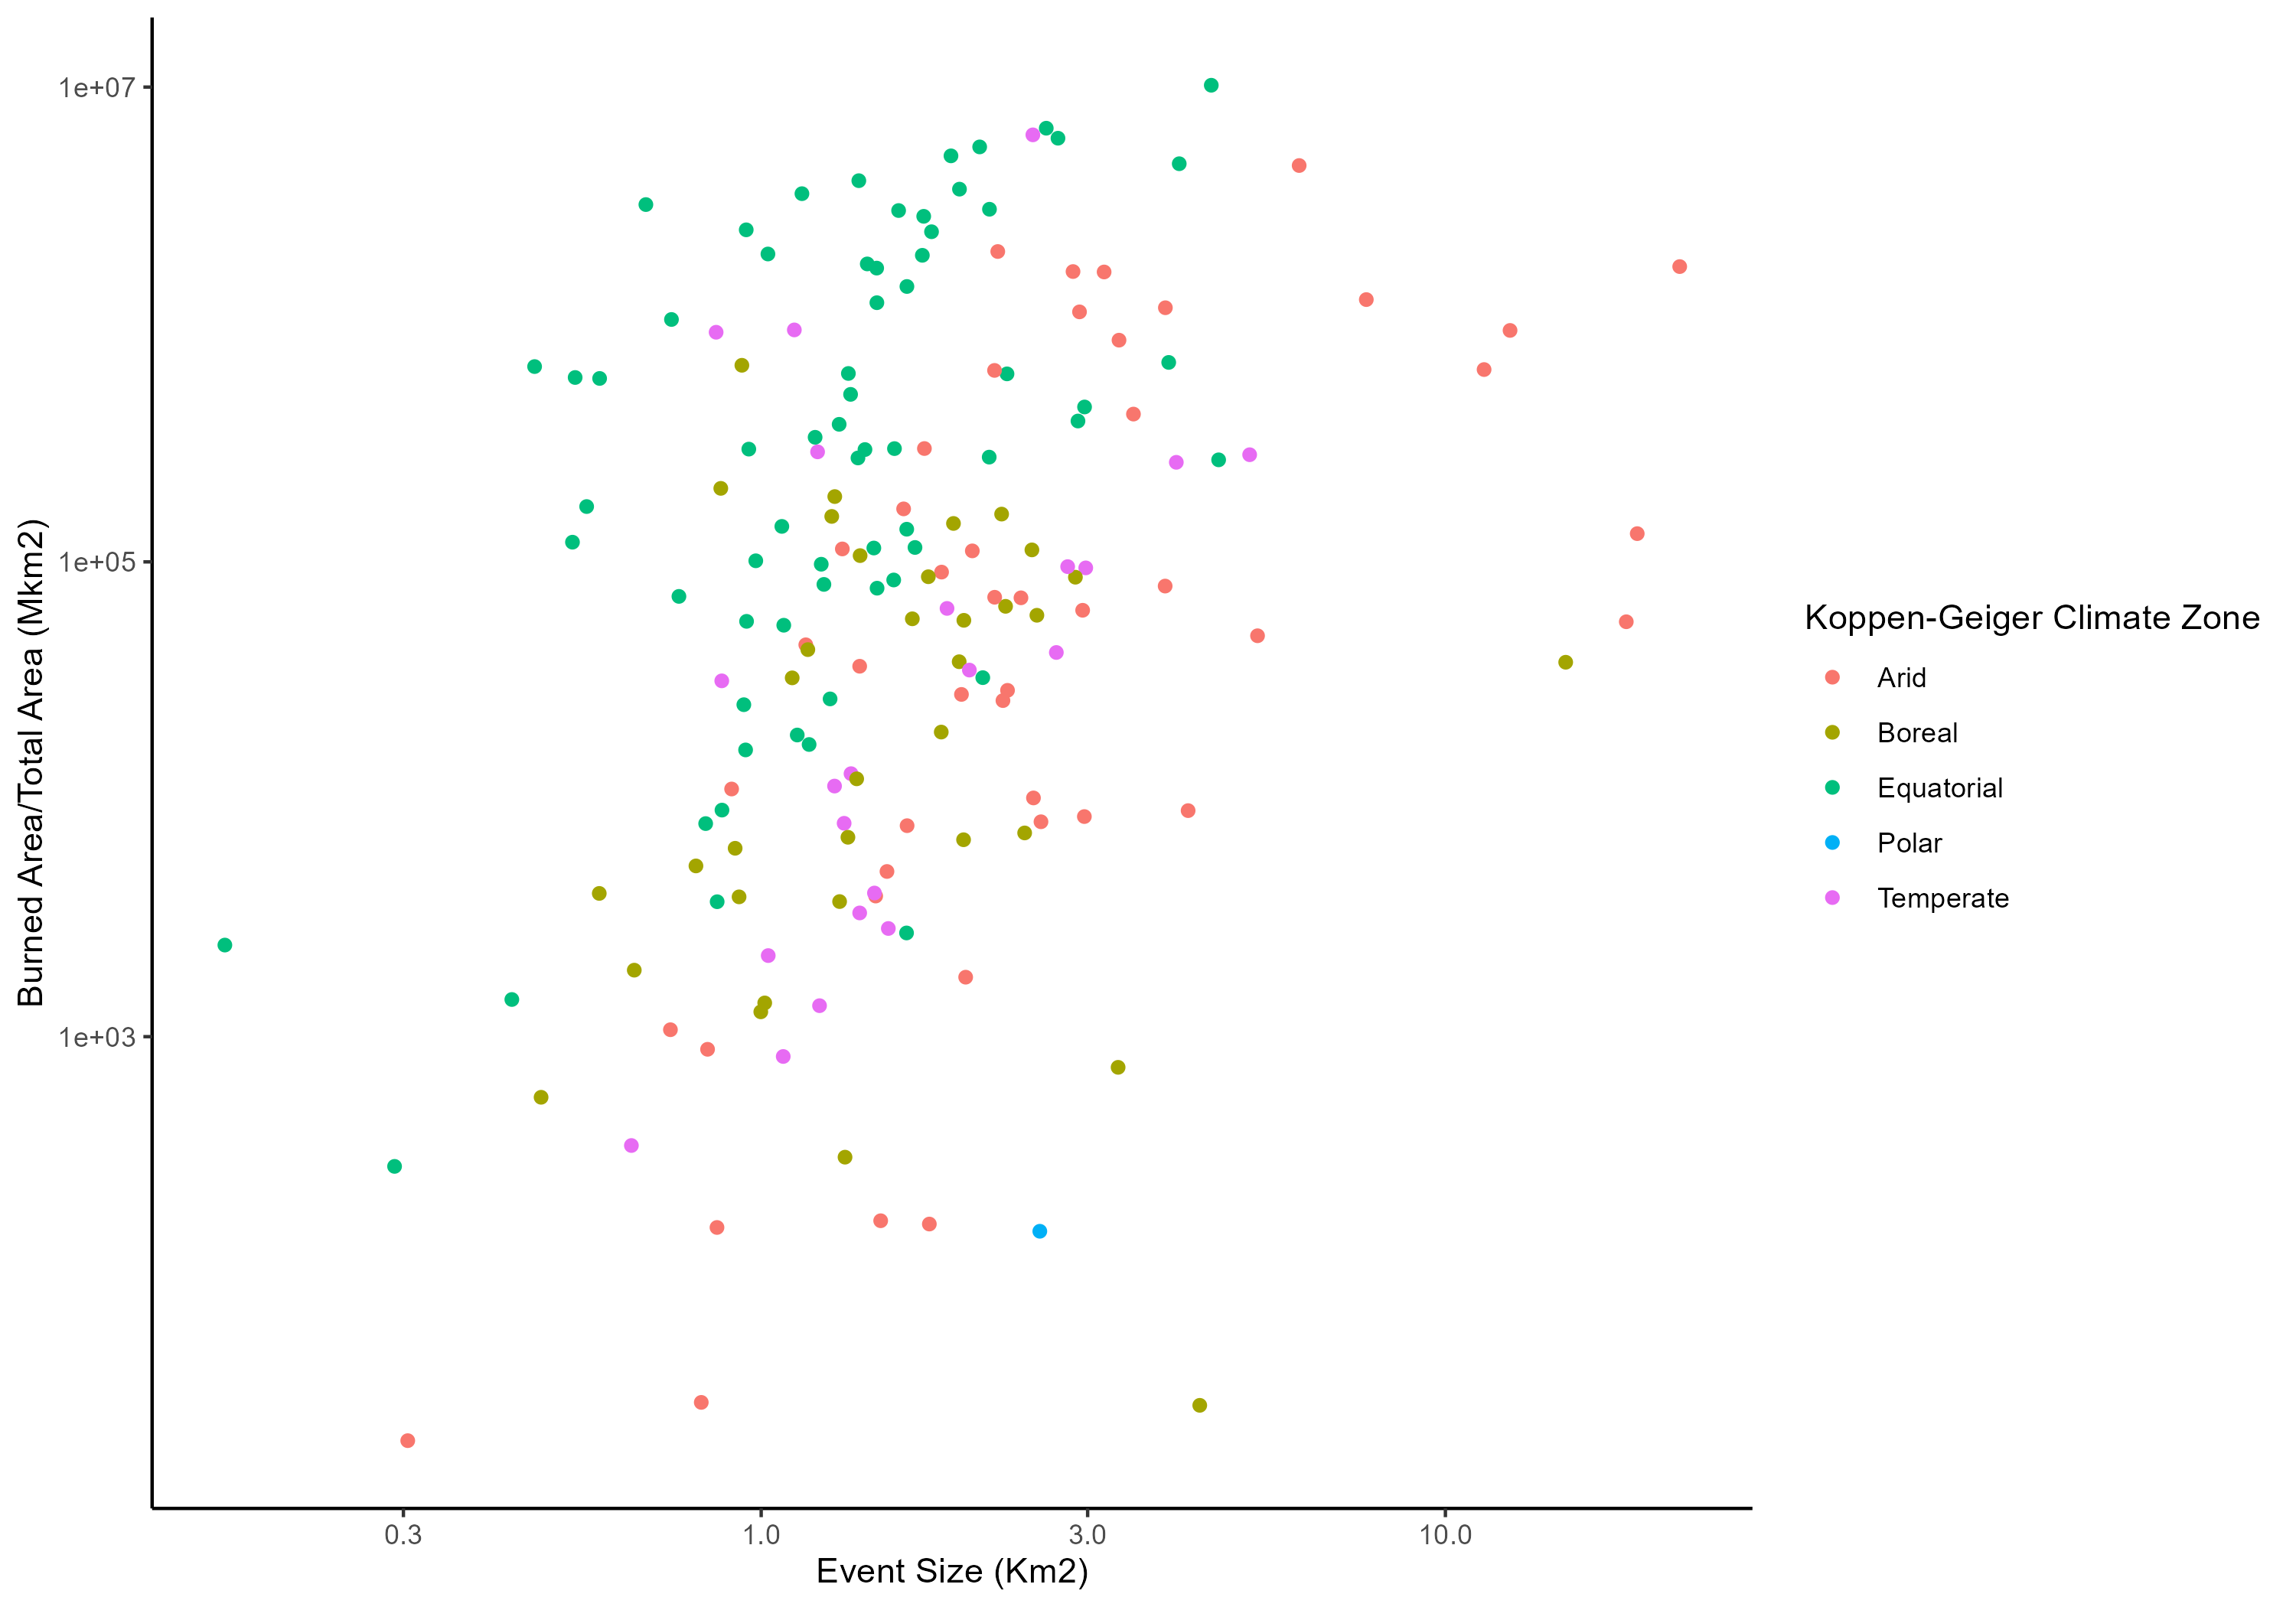 Burned Area/Total Area (Mkm2)
1e+07
1e+05
1e+03
0.3
1.0
3.0
10.0
Event Size (Km2)
Koppen-Geiger Climate Zone
Arid
Boreal
Equatorial
Polar
Temperate